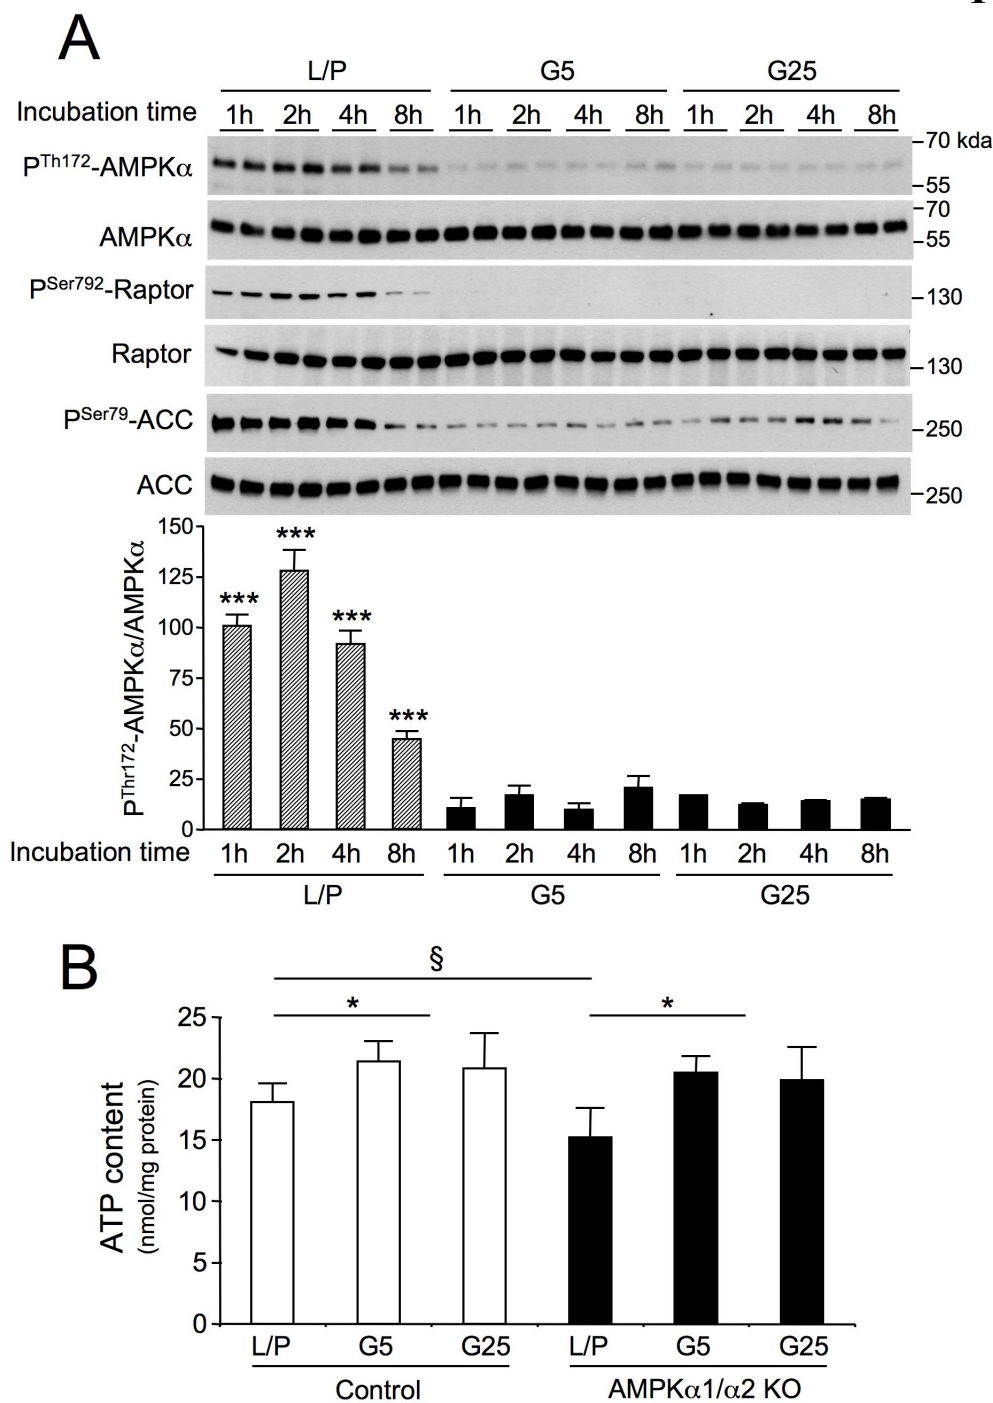 A
L/P G5 G25
Incubation time 1h 2h 4h 8h 1h 2h 4h 8h 1h 2h 4h 8h
PTh172-AMPKα
70 kda
55
AMPKα
70
55
PSer792-Raptor
130
Raptor
130
PSer79-ACC
250
ACC
250
PThr172-AMPKα/AMPKα
150
125
100
75
50
25
0
***
***
***
***
Incubation time 1h 2h 4h 8h 1h 2h 4h 8h 1h 2h 4h 8h
L/P G5 G25
B
§
* *
ATP content
(nmol/mg protein)
25
20
15
10
5
0
L/P G5 G25 L/P G5 G25
Control AMPKα1/α2 KO